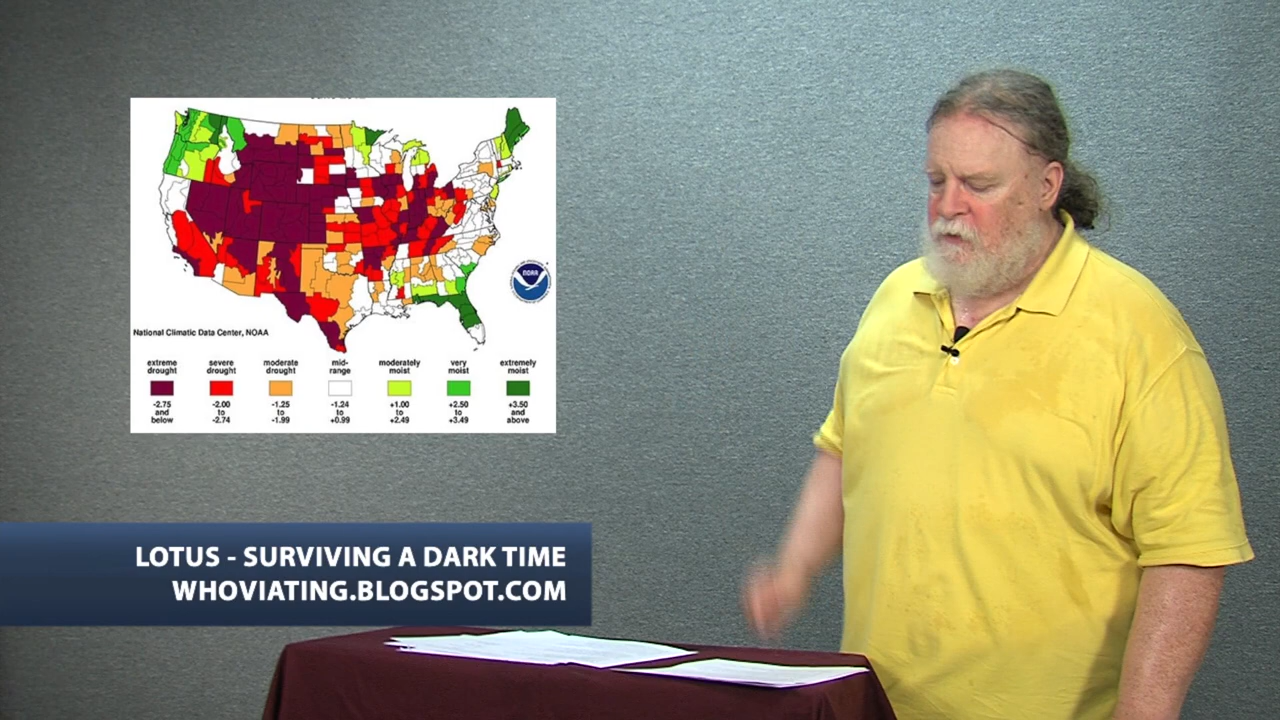 NOAA
National Climatic Data Center, NOAA
extreme severe moderate mid- moderately very extremely
drought drought drought range moist moist moist
-2.75 -2.00 -1.25 -1.24 +1.00 +2.50 +3.50
and to to to to to and
below -2.74 -1.99 +0.99 +2.49 +3.49 above
LOTUS - SURVIVING A DARK TIME
WHOVIATING.BLOGSPOT.COM